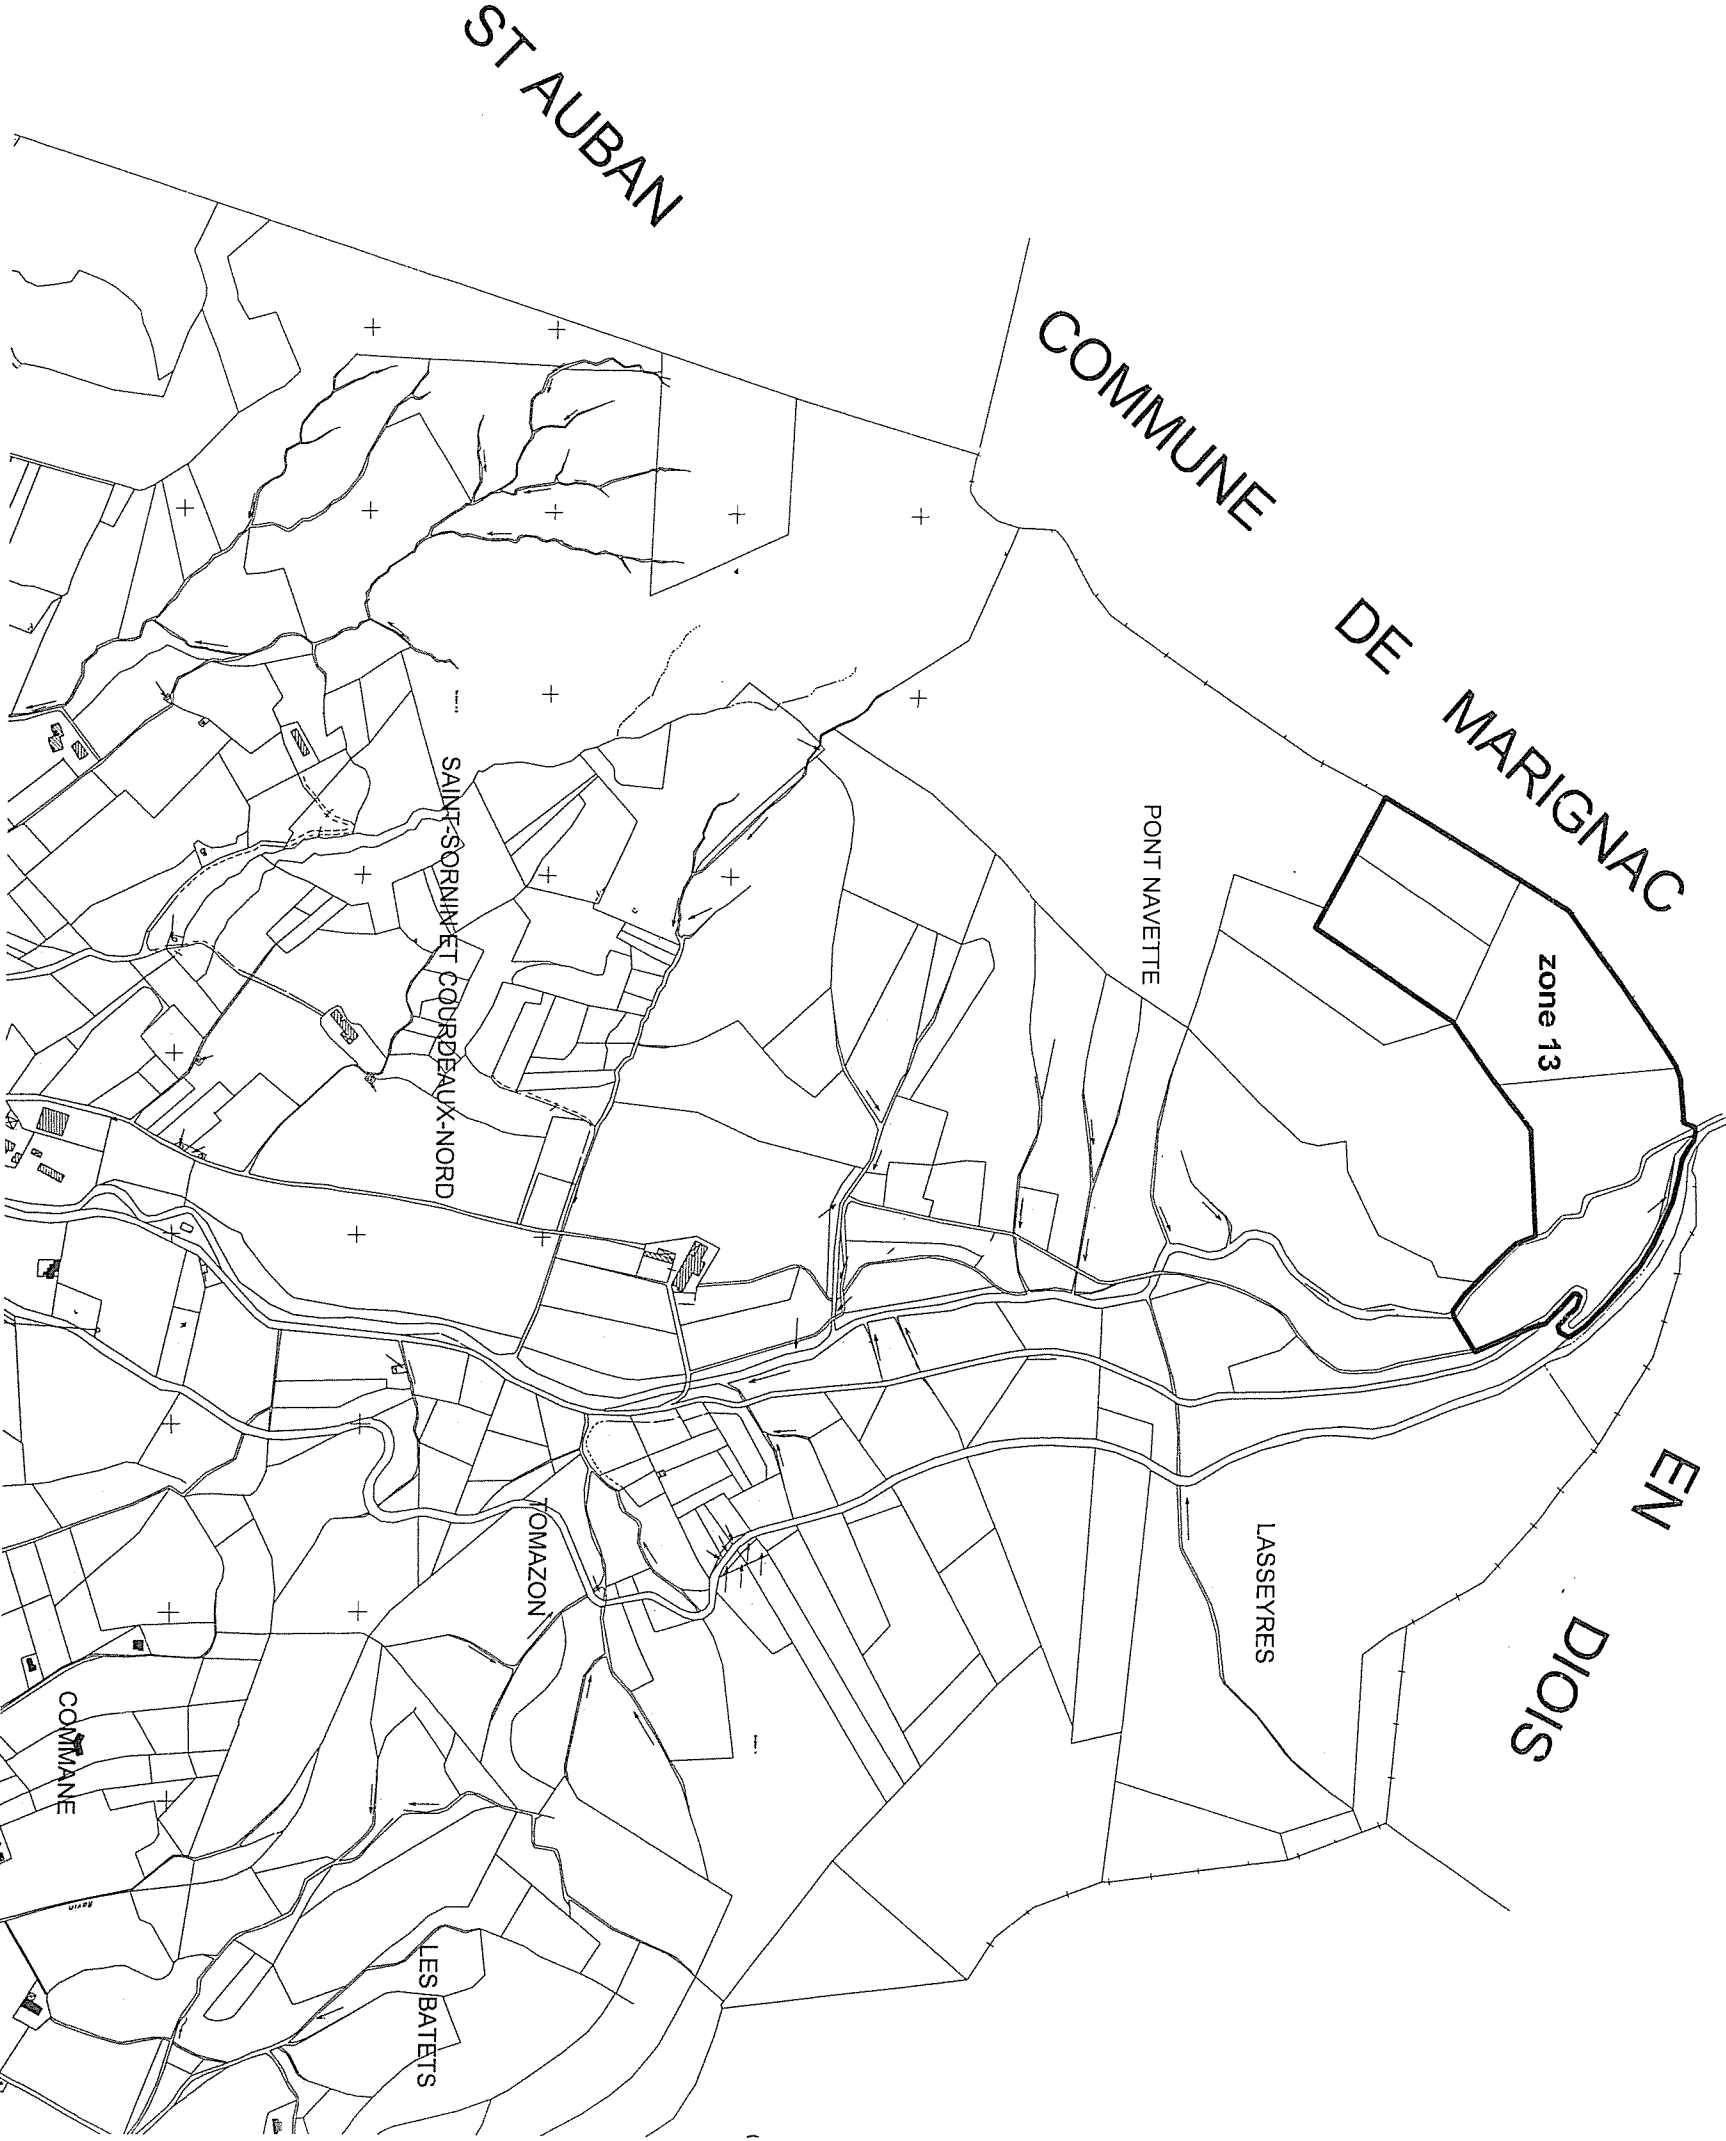 ST AUBAN
COMMUNE
DE MARIGNAC
EN
DIOIS
zone 13
PONT NAVETTE
SAINT-SORNIN ET COURDEAUX-NORD
LASSEYRES
TOMAZON
COMMANE
LES BATETS
Ravin